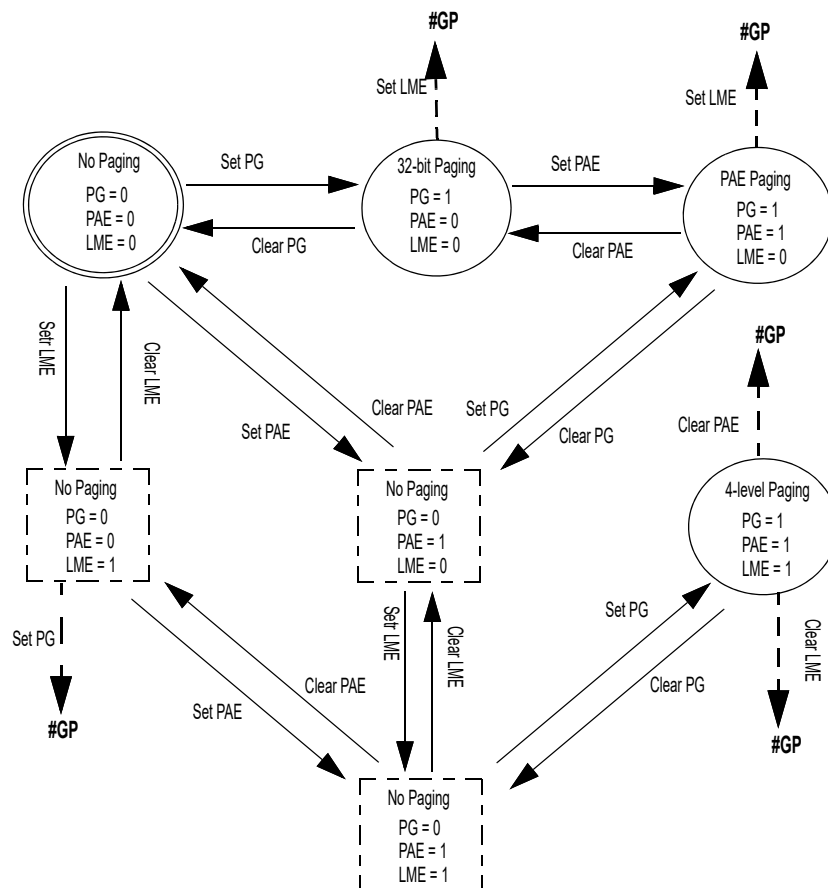 #GP
#GP
Set LME
Set LME
No Paging
PG = 0
PAE = 0
LME = 0
Set PG
Clear PG
32-bit Paging
PG = 1
PAE = 0
LME = 0
Set PAE
Clear PAE
PAE Paging
PG = 1
PAE = 1
LME = 0
Setr LME
Clear LME
Set PAE
Clear PAE
Set PG
Clear PG
#GP
Clear PAE
No Paging
PG = 0
PAE = 0
LME = 1
No Paging
PG = 0
PAE = 1
LME = 0
4-level Paging
PG = 1
PAE = 1
LME = 1
Set PG
#GP
Set PAE
Clear PAE
Setr LME
Clear LME
Set PG
Clear PG
Clear LME
#GP
No Paging
PG = 0
PAE = 1
LME = 1